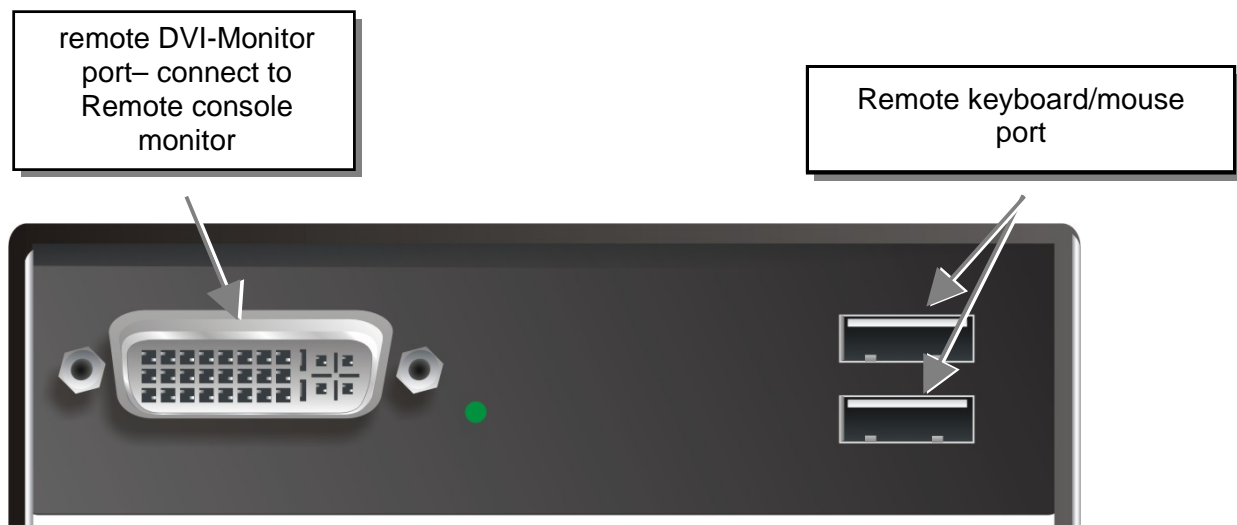 remote DVI-Monitor
port– connect to
Remote console
monitor
Remote keyboard/mouse
port